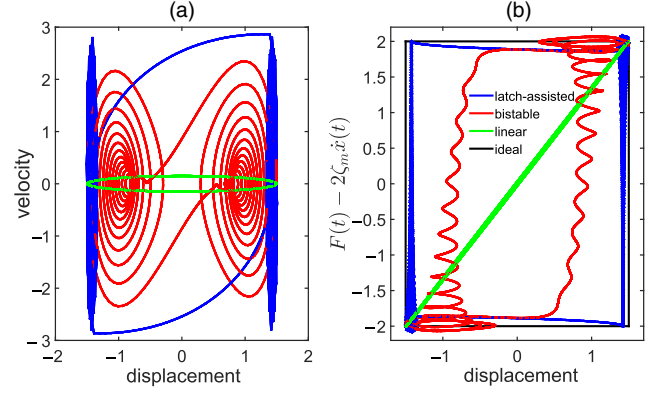 (a)
3
2
1
0
−1
−2
−3
velocity
−2
−1
0
1
2
displacement
(b)
2
1.5
1
0.5
0
−0.5
−1
−1.5
−2
F(t) − 2ζₘẋ(t)
latch-assisted
bistable
linear
ideal
−1
0
1
displacement